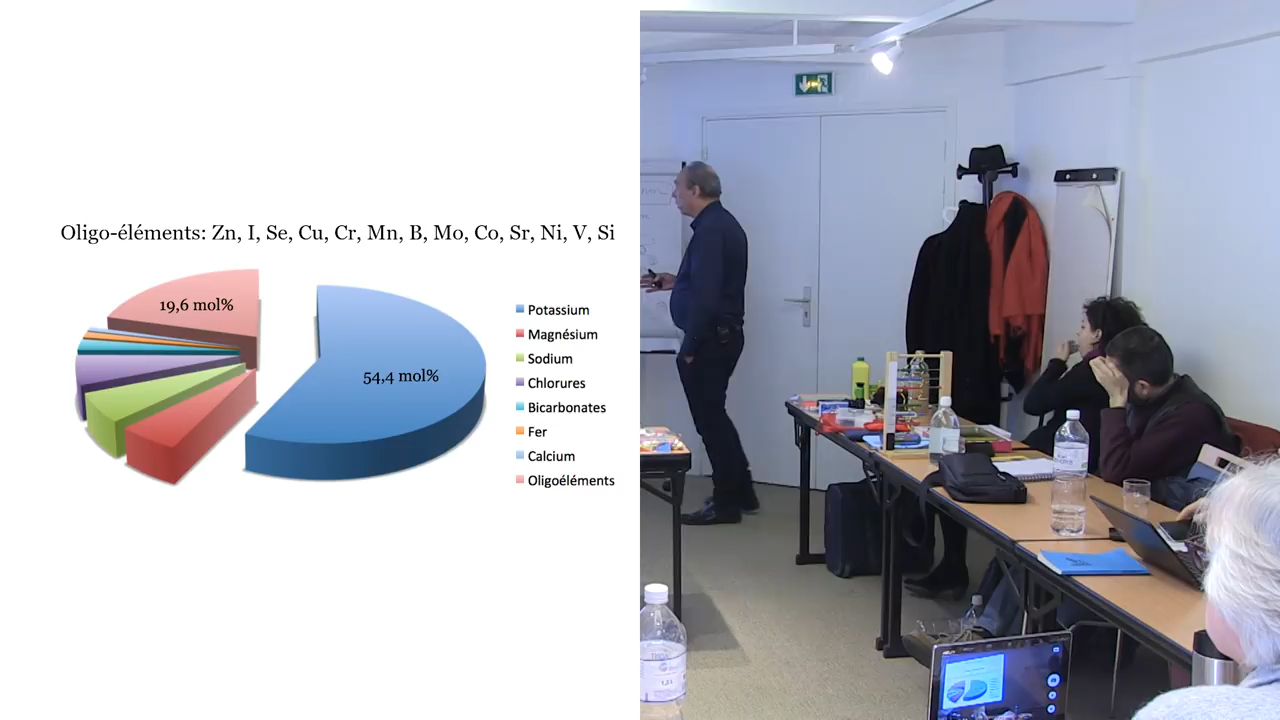 Oligo-éléments: Zn, I, Se, Cu, Cr, Mn, B, Mo, Co, Sr, Ni, V, Si
19,6 mol%
54,4 mol%
Potassium
Magnésium
Sodium
Chlorures
Bicarbonates
Fer
Calcium
Oligoéléments